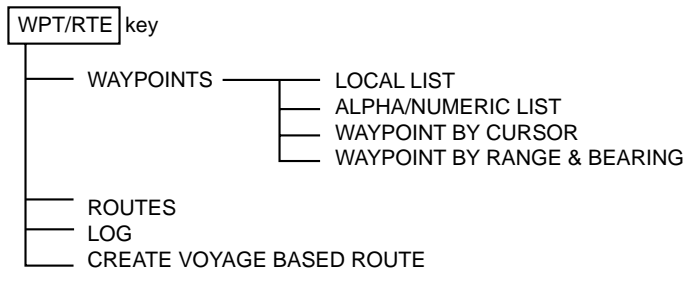 WPT/RTE key
WAYPOINTS
LOCAL LIST
ALPHA/NUMERIC LIST
WAYPOINT BY CURSOR
WAYPOINT BY RANGE & BEARING
ROUTES
LOG
CREATE VOYAGE BASED ROUTE